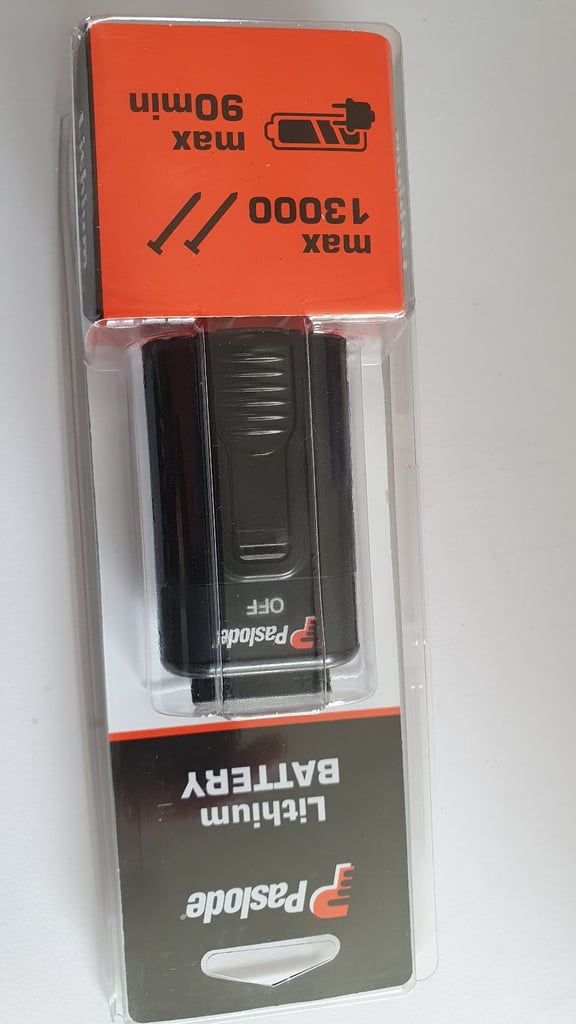 Paslode
Lithium
BATTERY
Paslode
OFF
max
13000
max
90min